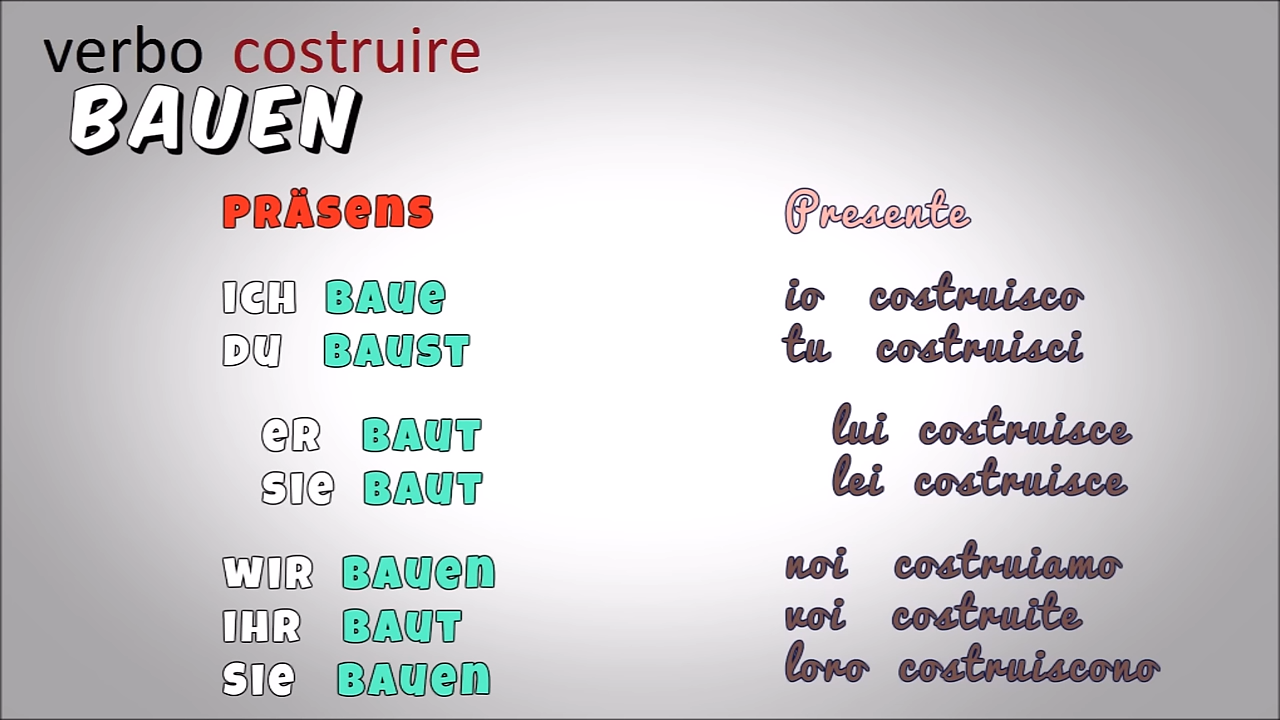 verbo costruire
BAUEN
PRÄsens Presente
ICH BAue io costruisco
DU BAUST tu costruisci
eR BAUT lui costruisce
sie BAUT lei costruisce
WIR BAuen noi costruiamo
IHR BAUT voi costruite
sie BAuen loro costruiscono